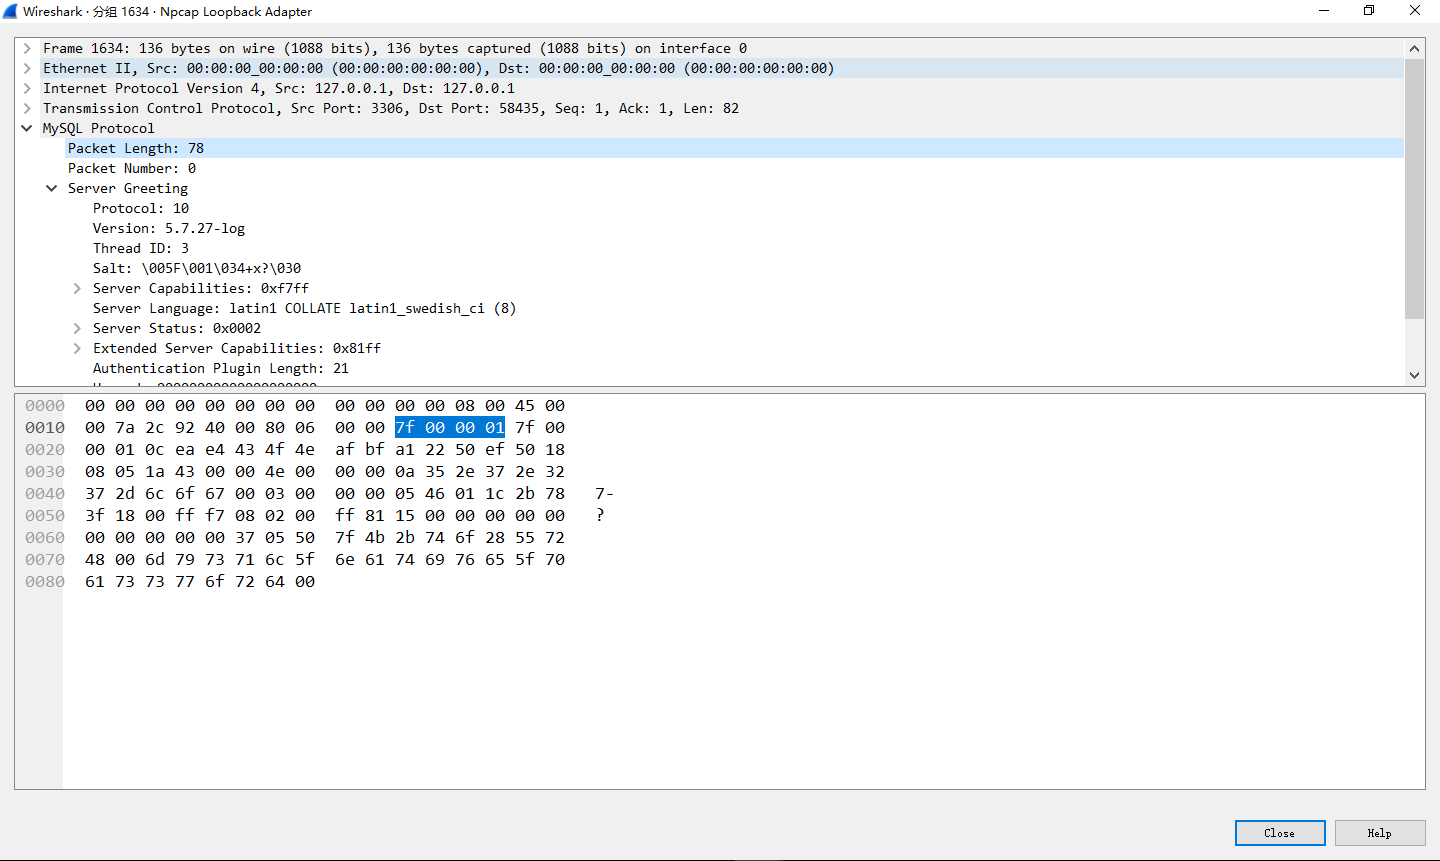 Wireshark · 分组 1634 · Npcap Loopback Adapter
Frame 1634: 136 bytes on wire (1088 bits), 136 bytes captured (1088 bits) on interface 0
Ethernet II, Src: 00:00:00_00:00:00 (00:00:00:00:00:00), Dst: 00:00:00_00:00:00 (00:00:00:00:00:00)
Internet Protocol Version 4, Src: 127.0.0.1, Dst: 127.0.0.1
Transmission Control Protocol, Src Port: 3306, Dst Port: 58435, Seq: 1, Ack: 1, Len: 82
MySQL Protocol
Packet Length: 78
Packet Number: 0
Server Greeting
Protocol: 10
Version: 5.7.27-log
Thread ID: 3
Salt: \005F\001\034+x?\030
Server Capabilities: 0xf7ff
Server Language: latin1 COLLATE latin1_swedish_ci (8)
Server Status: 0x0002
Extended Server Capabilities: 0x81ff
Authentication Plugin Length: 21
0000 00 00 00 00 00 00 00 00 00 00 00 00 08 00 45 00
0010 00 7a 2c 92 40 00 80 06 00 00 7f 00 00 01 7f 00
0020 00 01 0c ea e4 43 4f 4e af bf a1 22 50 ef 50 18
0030 08 05 1a 43 00 00 4e 00 00 00 0a 35 2e 37 2e 32
0040 37 2d 6c 6f 67 00 03 00 00 00 05 46 01 1c 2b 78 7-
0050 3f 18 00 ff f7 08 02 00 ff 81 15 00 00 00 00 00 ?
0060 00 00 00 00 00 37 05 50 7f 4b 2b 74 6f 28 55 72
0070 48 00 6d 79 73 71 6c 5f 6e 61 74 69 76 65 5f 70
0080 61 73 73 77 6f 72 64 00
Close Help